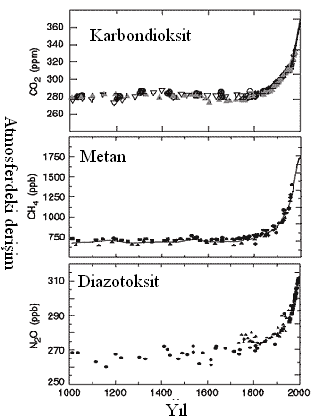 Atmosferdeki derişim
Karbondioksit
CO2 (ppm)
360
340
320
300
280
260
Metan
CH4 (ppb)
1750
1500
1250
1000
750
Diazotoksit
N2O (ppb)
310
290
270
250
1000 1200 1400 1600 1800 2000
Yıl